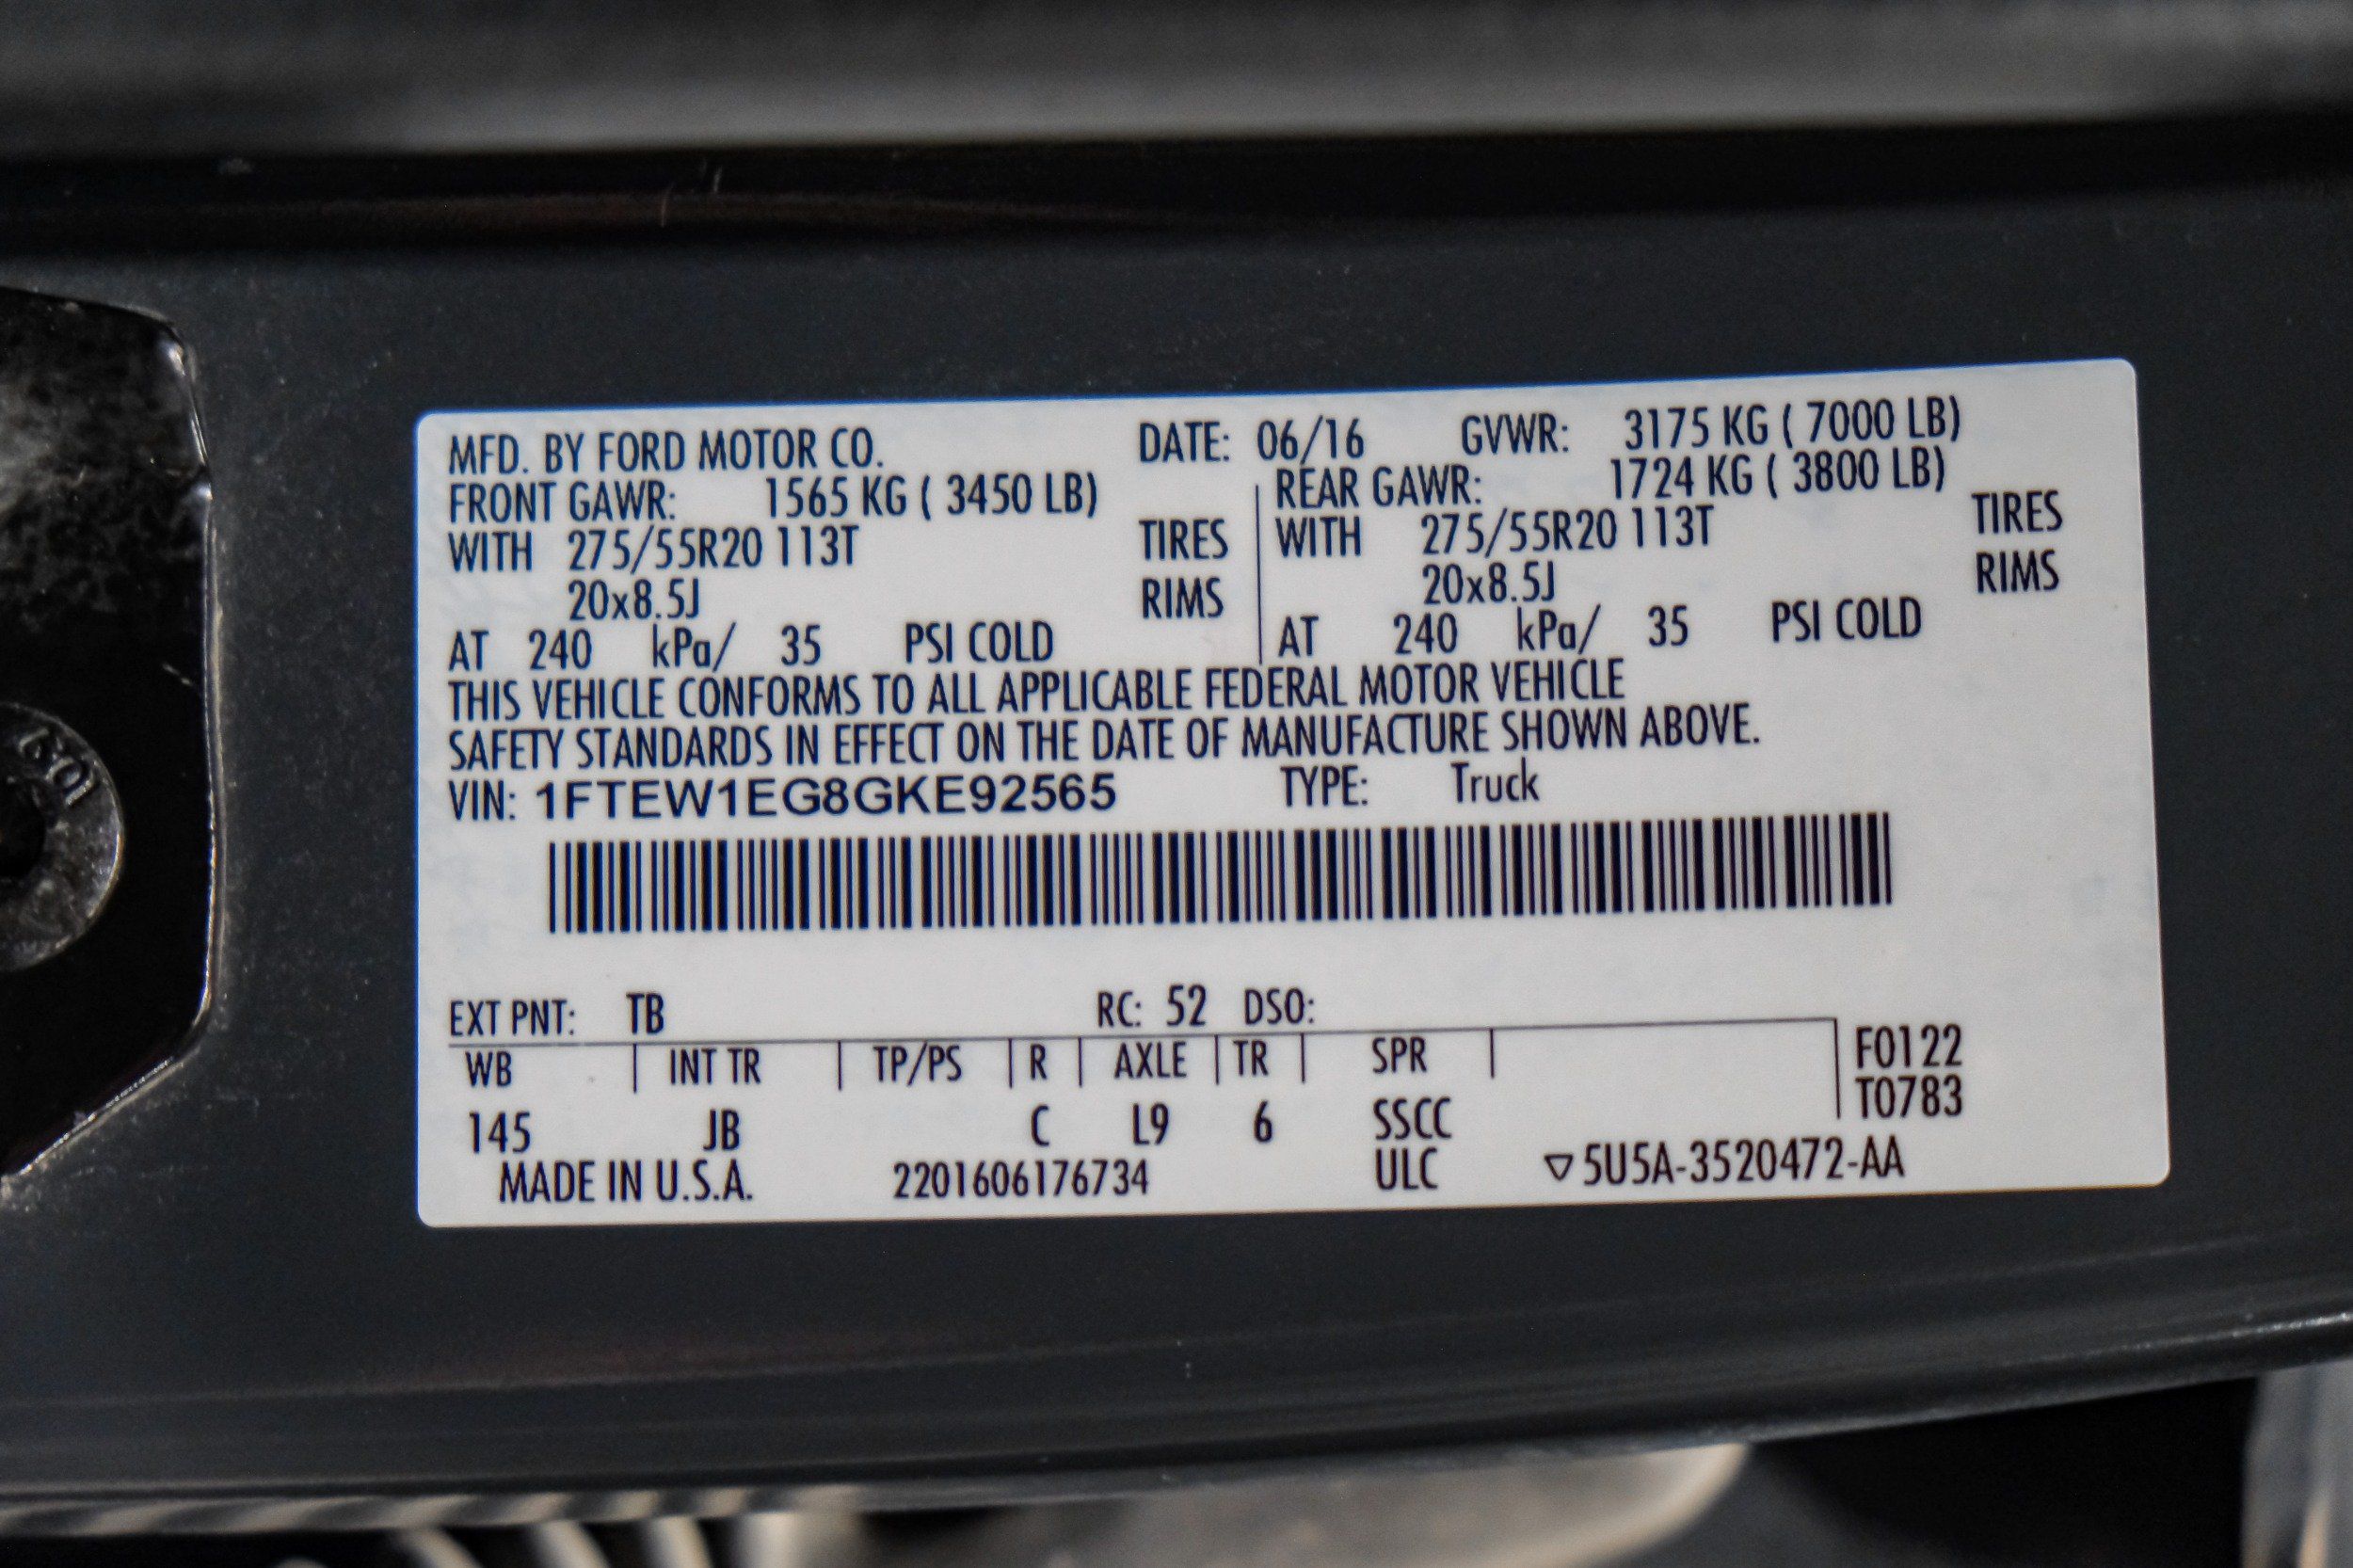 MFD. BY FORD MOTOR CO. DATE: 06/16 GVWR: 3175 KG ( 7000 LB)
FRONT GAWR: 1565 KG ( 3450 LB) REAR GAWR: 1724 KG ( 3800 LB)
WITH 275/55R20 113T TIRES WITH 275/55R20 113T TIRES
20x8.5J RIMS 20x8.5J RIMS
AT 240 kPa/ 35 PSI COLD AT 240 kPa/ 35 PSI COLD
THIS VEHICLE CONFORMS TO ALL APPLICABLE FEDERAL MOTOR VEHICLE
SAFETY STANDARDS IN EFFECT ON THE DATE OF MANUFACTURE SHOWN ABOVE.
VIN: 1FTEW1EG8GKE92565 TYPE: Truck
EXT PNT: TB RC: 52 DSO:
WB INT TR TP/PS R AXLE TR SPR F0122
T0783
145 JB C L9 6 SSCC
MADE IN U.S.A. 2201606176734 ULC ▽5U5A-3520472-AA
10.9